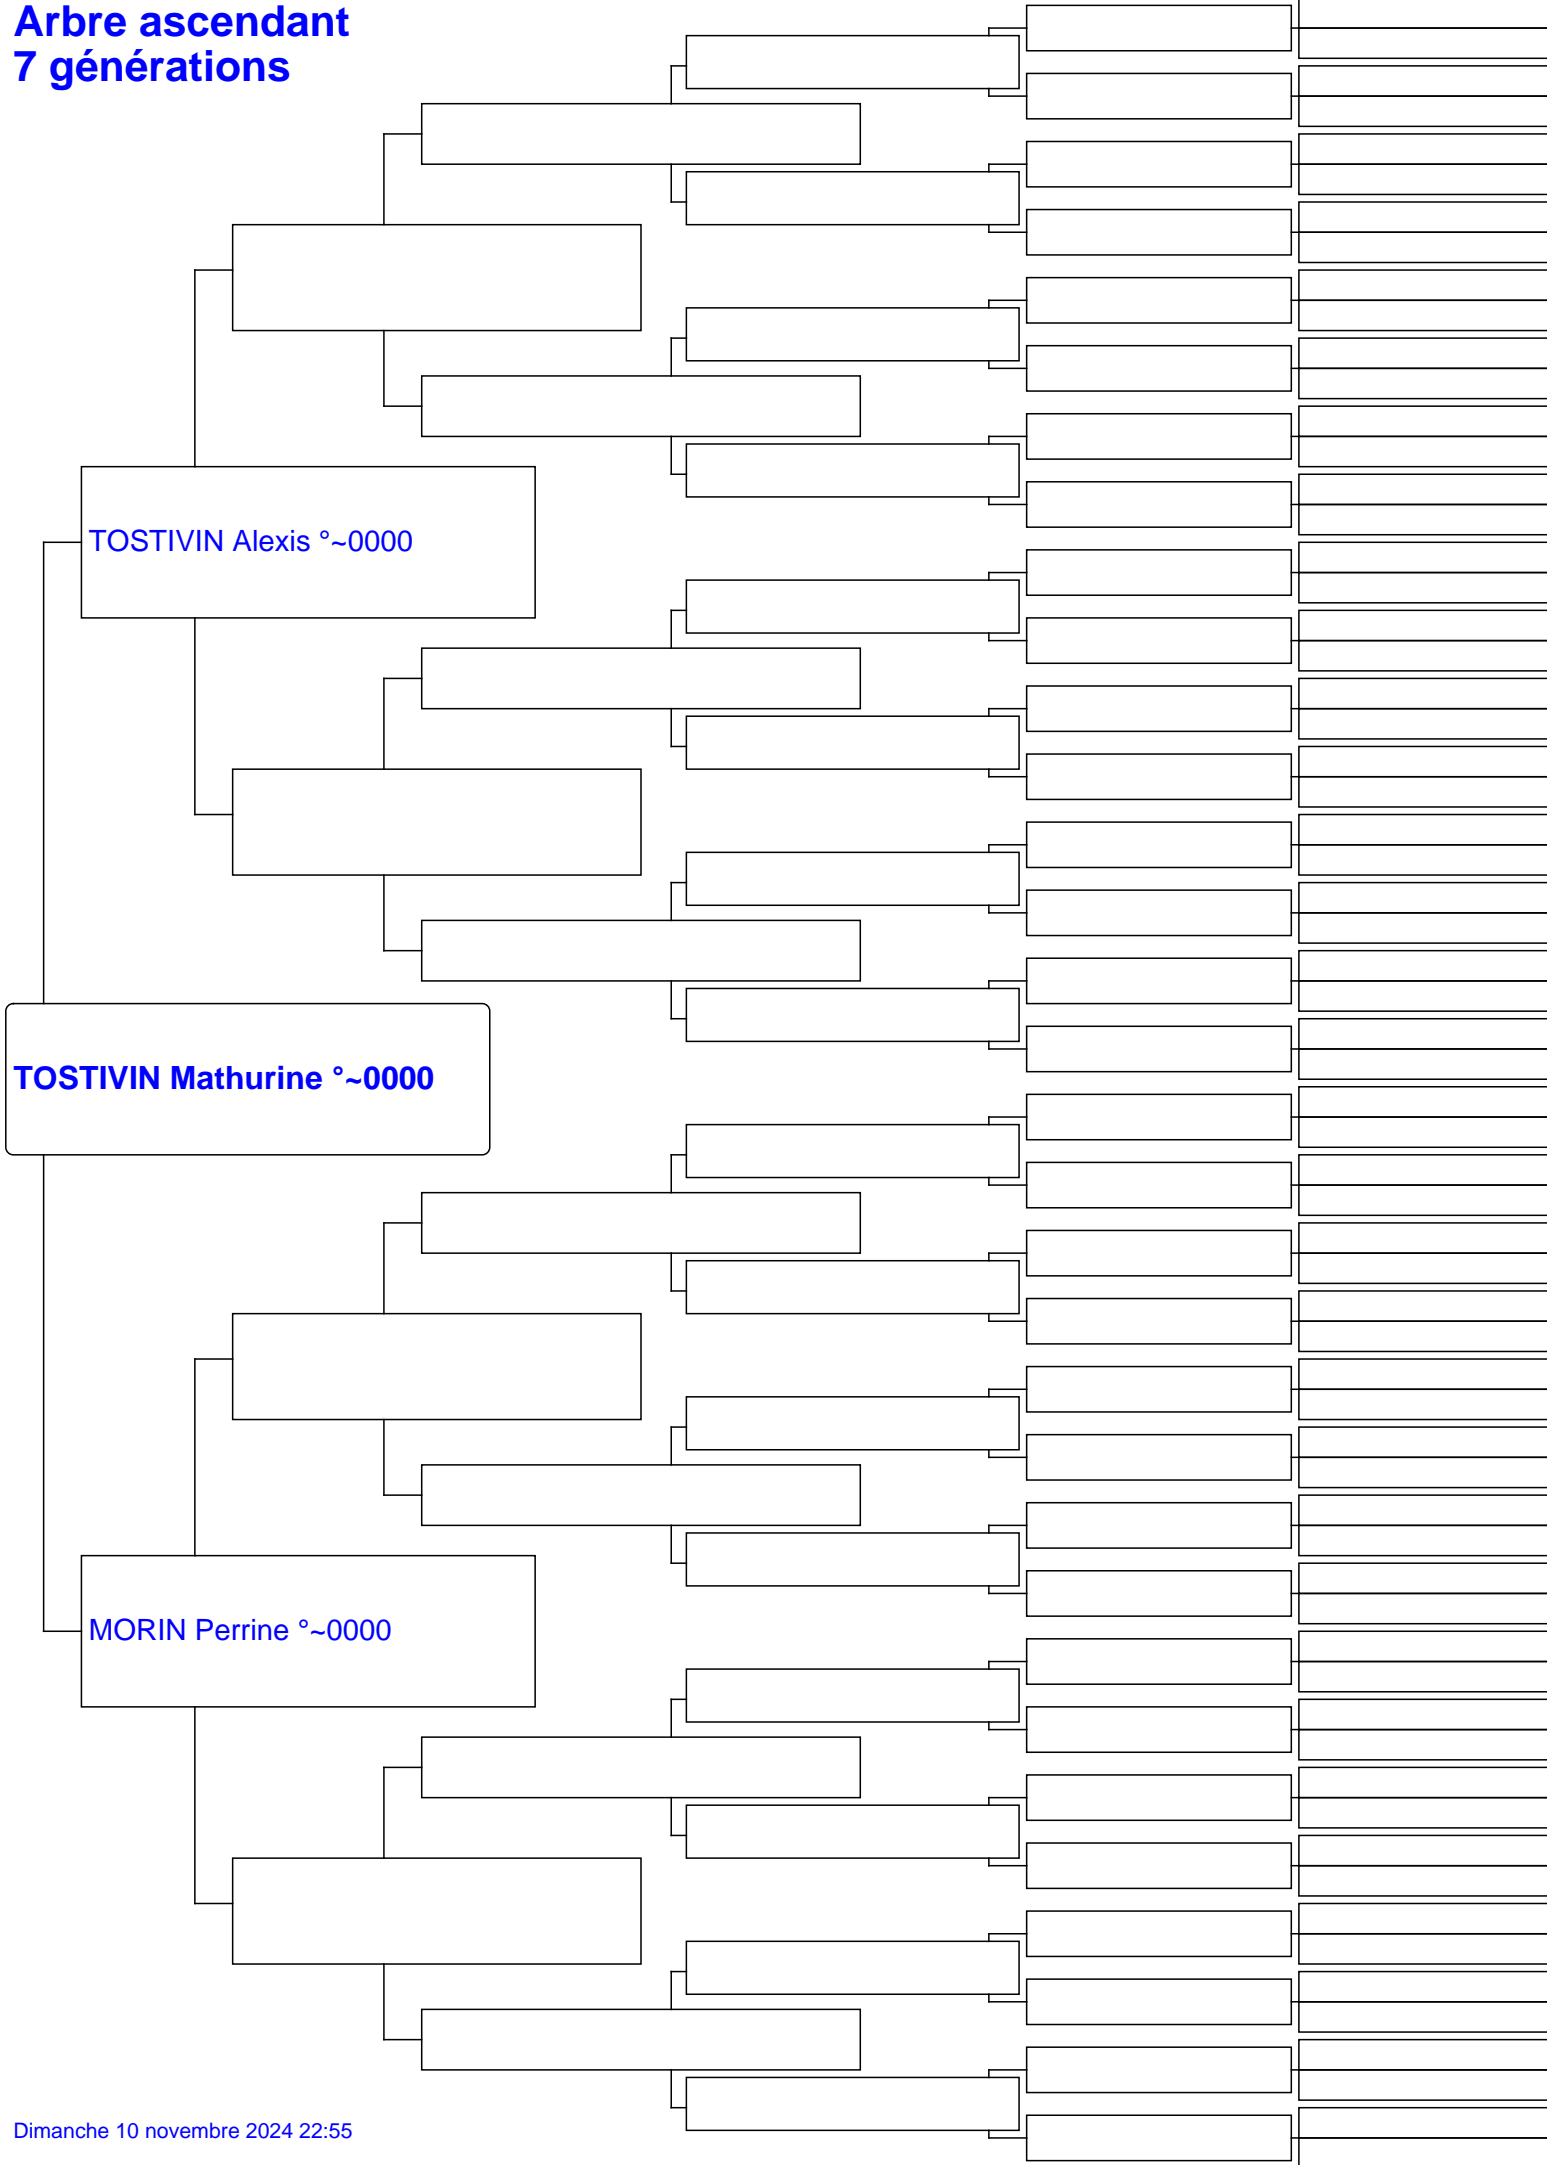 Arbre ascendant
7 générations
TOSTIVIN Alexis °~0000
TOSTIVIN Mathurine °~0000
MORIN Perrine °~0000
Dimanche 10 novembre 2024 22:55